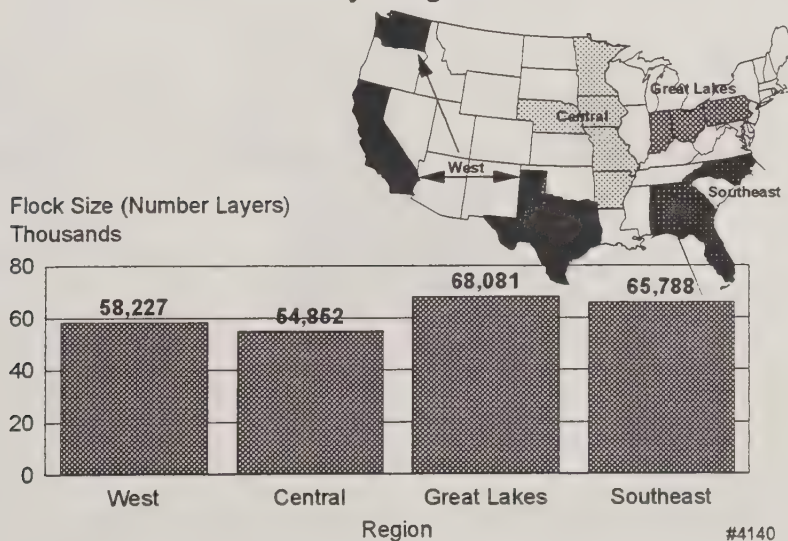 Great Lakes
Central
West
Southeast
Flock Size (Number Layers)
Thousands
80
60
40
20
0
58,227
54,852
68,081
65,788
West
Central
Great Lakes
Southeast
Region
#4140